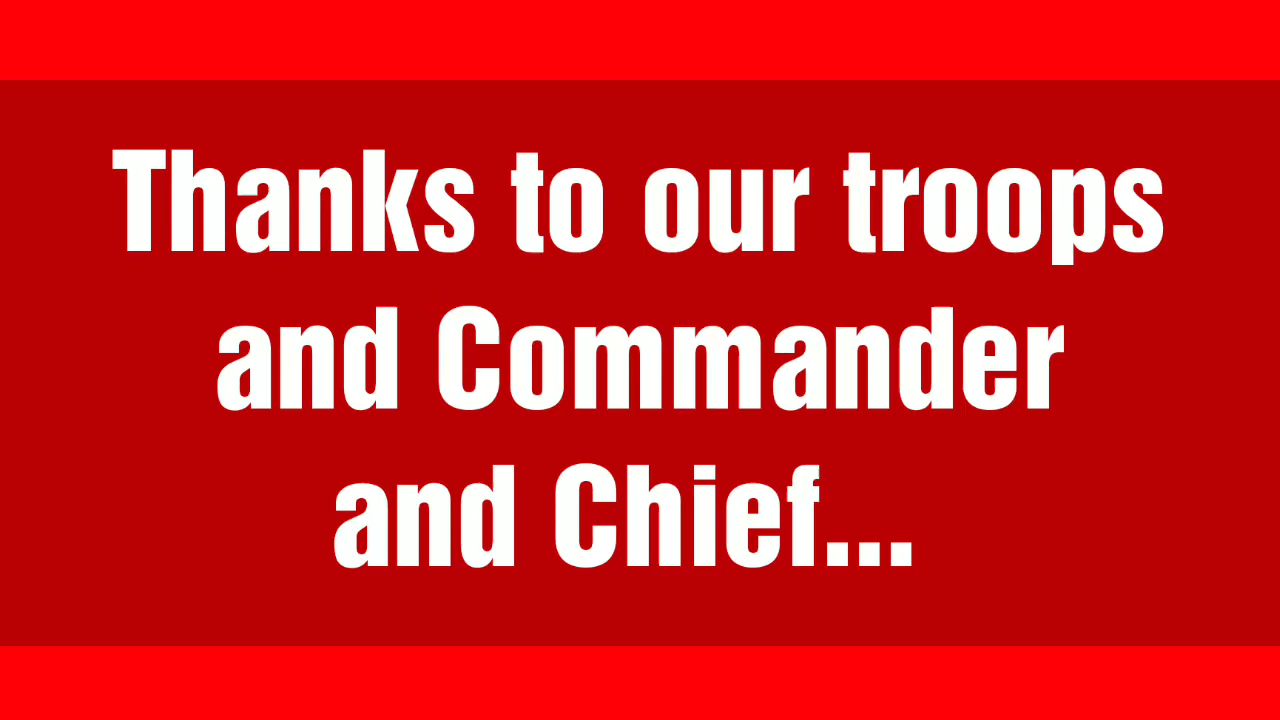 Thanks to our troops
and Commander
and Chief...